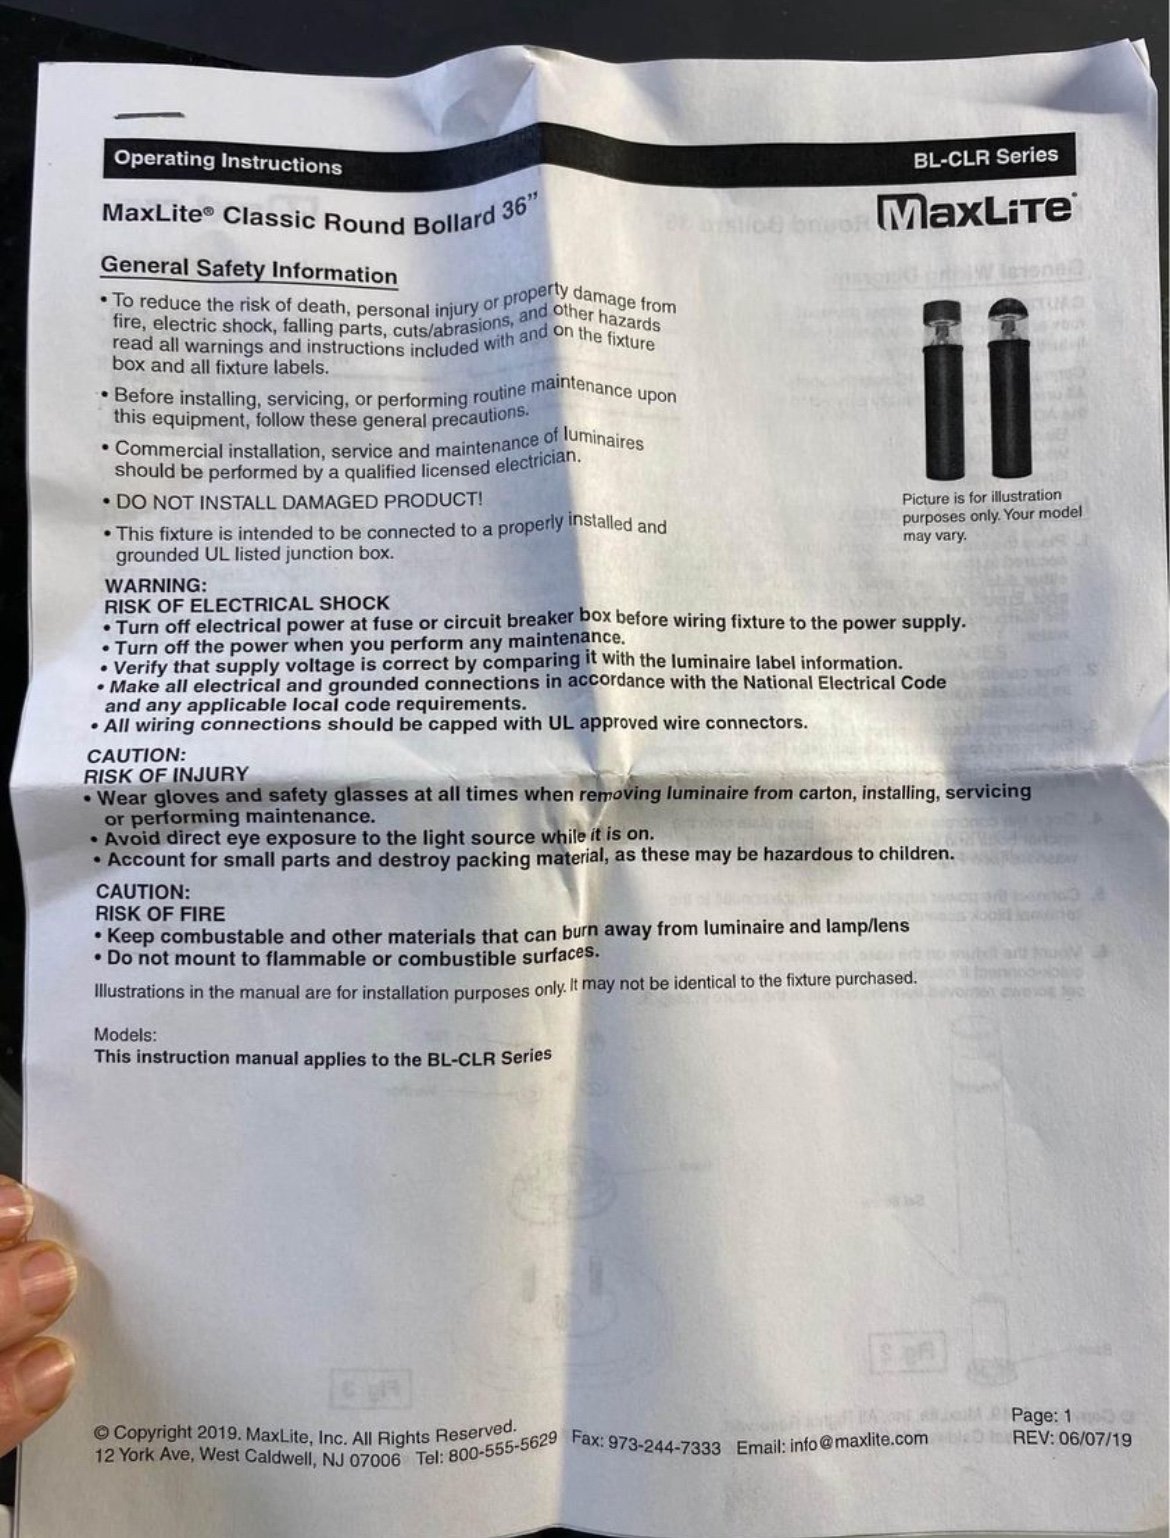 Operating Instructions
BL-CLR Series
MaxLite® Classic Round Bollard 36”
MaxLite®
General Safety Information
• To reduce the risk of death, personal injury or property damage from
fire, electric shock, falling parts, cuts/abrasions, and other hazards
read all warnings and instructions included with and on the fixture
box and all fixture labels.
• Before installing, servicing, or performing routine maintenance upon
this equipment, follow these general precautions.
• Commercial installation, service and maintenance of luminaires
should be performed by a qualified licensed electrician.
• DO NOT INSTALL DAMAGED PRODUCT!
• This fixture is intended to be connected to a properly installed and
grounded UL listed junction box.
Picture is for illustration
purposes only. Your model
may vary.
WARNING:
RISK OF ELECTRICAL SHOCK
• Turn off electrical power at fuse or circuit breaker box before wiring fixture to the power supply.
• Turn off the power when you perform any maintenance.
• Verify that supply voltage is correct by comparing it with the luminaire label information.
• Make all electrical and grounded connections in accordance with the National Electrical Code
and any applicable local code requirements.
• All wiring connections should be capped with UL approved wire connectors.
CAUTION:
RISK OF INJURY
• Wear gloves and safety glasses at all times when removing luminaire from carton, installing, servicing
or performing maintenance.
• Avoid direct eye exposure to the light source while it is on.
• Account for small parts and destroy packing material, as these may be hazardous to children.
CAUTION:
RISK OF FIRE
• Keep combustable and other materials that can burn away from luminaire and lamp/lens
• Do not mount to flammable or combustible surfaces.
Illustrations in the manual are for installation purposes only. It may not be identical to the fixture purchased.
Models:
This instruction manual applies to the BL-CLR Series
© Copyright 2019. MaxLite, Inc. All Rights Reserved.
12 York Ave, West Caldwell, NJ 07006 Tel: 800-555-5629 Fax: 973-244-7333 Email: info@maxlite.com
Page: 1
REV: 06/07/19